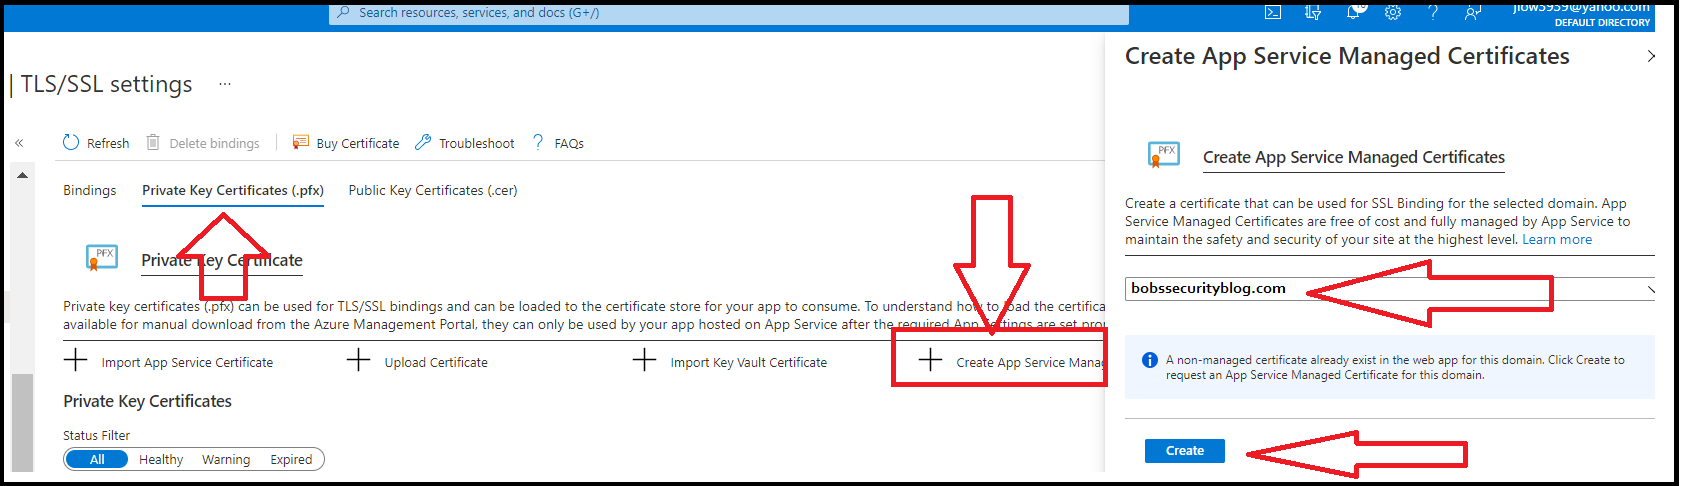 Search resources, services, and docs (G+/)
jlow3939@yahoo.com
DEFAULT DIRECTORY
TLS/SSL settings ...
Refresh Delete bindings Buy Certificate Troubleshoot FAQs
Bindings Private Key Certificates (.pfx) Public Key Certificates (.cer)
PFX
Private Key Certificate
Private key certificates (.pfx) can be used for TLS/SSL bindings and can be loaded to the certificate store for your app to consume. To understand how to load the certifica
available for manual download from the Azure Management Portal, they can only be used by your app hosted on App Service after the required App Settings are set pro
Import App Service Certificate Upload Certificate Import Key Vault Certificate Create App Service Manag
Private Key Certificates
Status Filter
All Healthy Warning Expired
Create App Service Managed Certificates
PFX
Create App Service Managed Certificates
Create a certificate that can be used for SSL Binding for the selected domain. App
Service Managed Certificates are free of cost and fully managed by App Service to
maintain the safety and security of your site at the highest level. Learn more
bobssecurityblog.com
A non-managed certificate already exist in the web app for this domain. Click Create to
request an App Service Managed Certificate for this domain.
Create